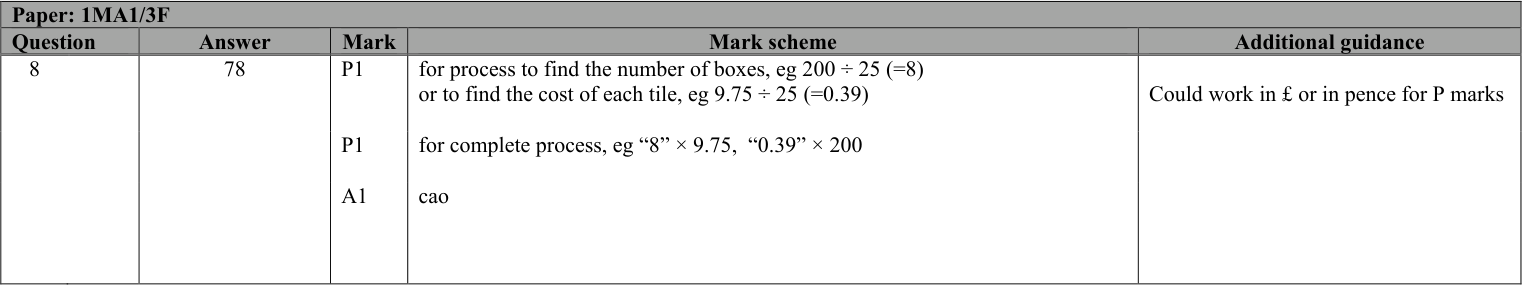 Paper: 1MA1/3F
Question Answer Mark Mark scheme Additional guidance
8 78 P1 for process to find the number of boxes, eg 200 ÷ 25 (=8)
or to find the cost of each tile, eg 9.75 ÷ 25 (=0.39) Could work in £ or in pence for P marks
P1 for complete process, eg “8” × 9.75, “0.39” × 200
A1 cao